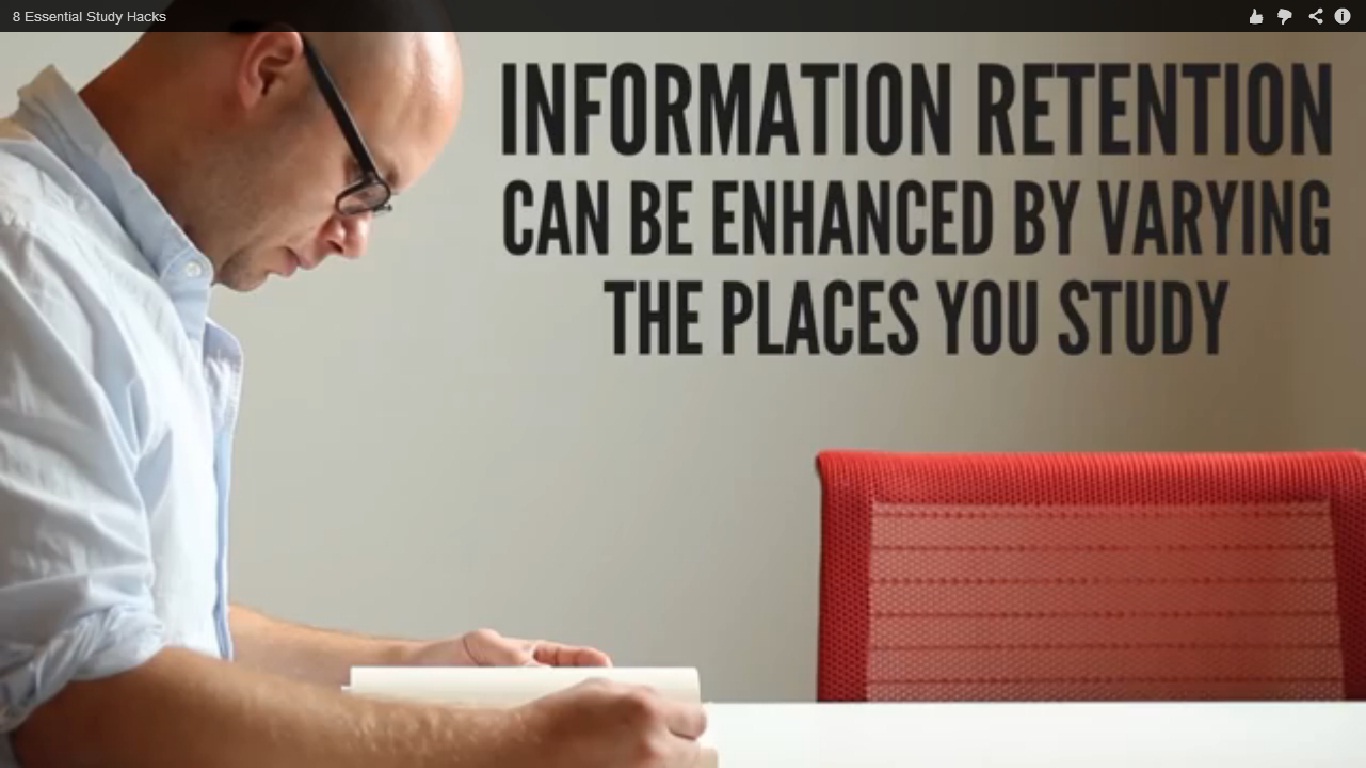 8 Essential Study Hacks
INFORMATION RETENTION
CAN BE ENHANCED BY VARYING
THE PLACES YOU STUDY